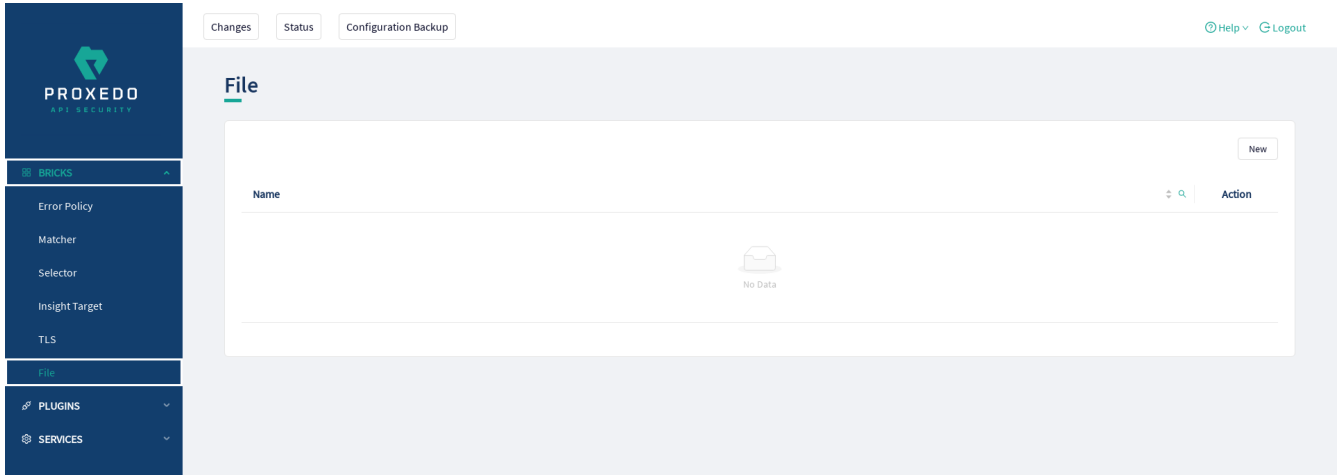 Changes Status Configuration Backup Help Logout
PROXEDO
API SECURITY
File
New
BRICKS
Name Action
Error Policy
Matcher
Selector
No Data
Insight Target
TLS
File
PLUGINS
SERVICES